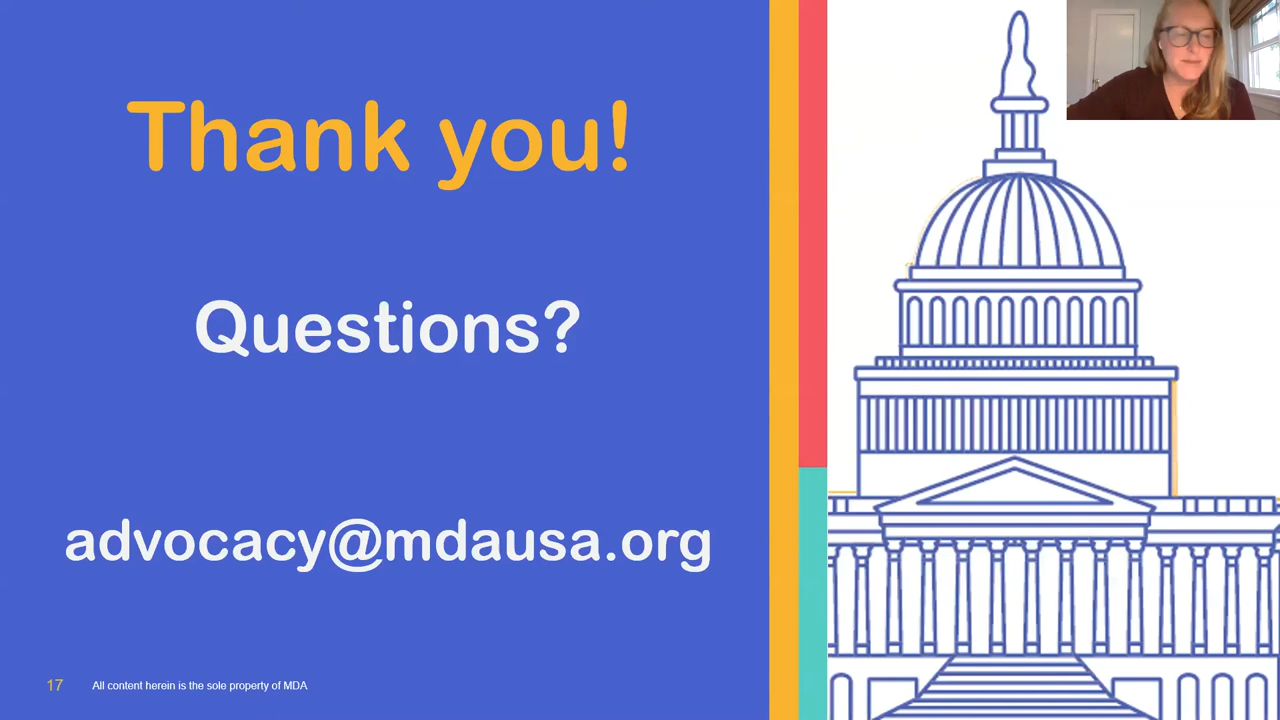 Thank you!
Questions?
advocacy@mdausa.org
17 All content herein is the sole property of MDA